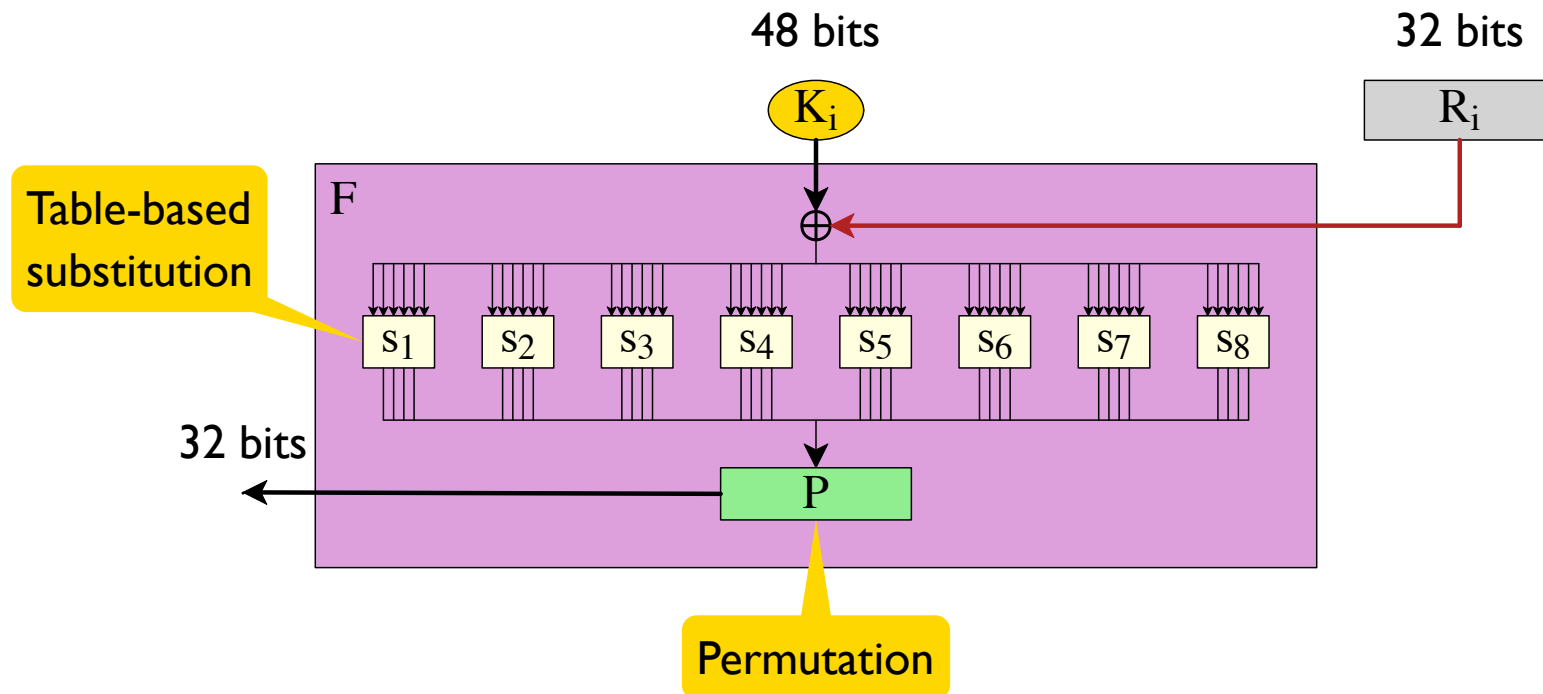 48 bits
32 bits
Kᵢ
Rᵢ
F
Table-based
substitution
s₁ s₂ s₃ s₄ s₅ s₆ s₇ s₈
32 bits
P
Permutation